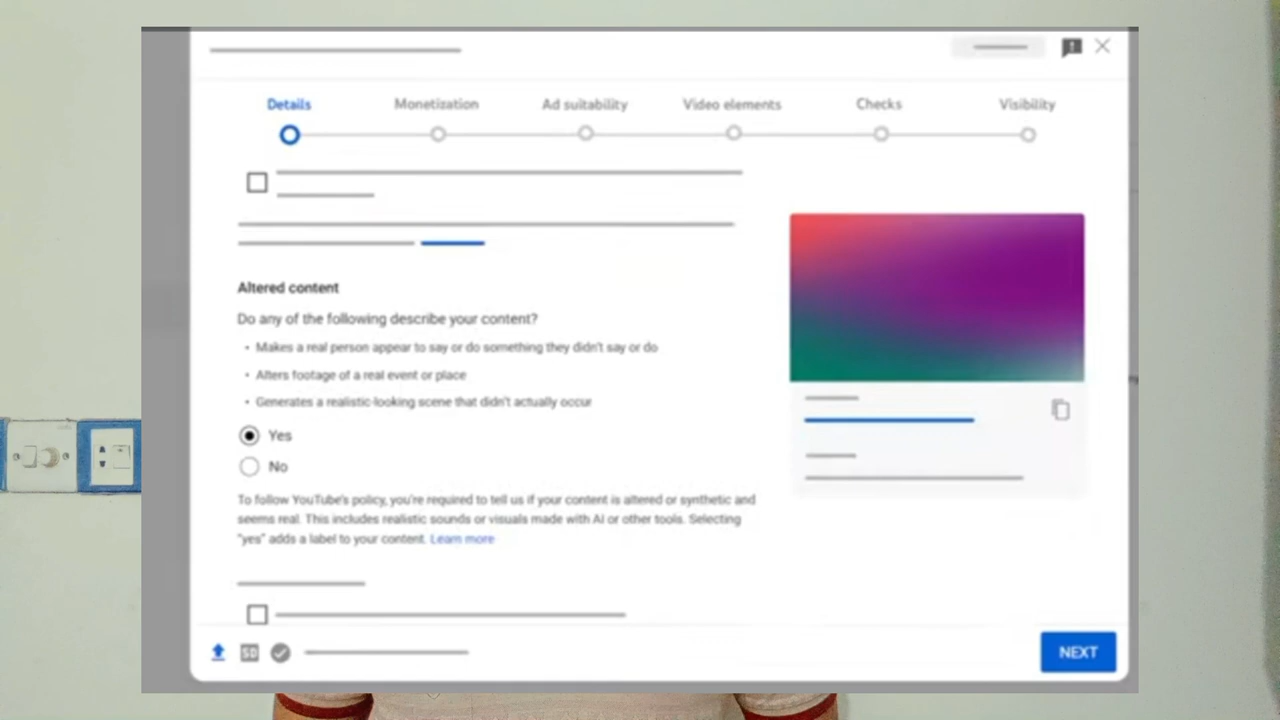 Details
Monetization
Ad suitability
Video elements
Checks
Visibility
Altered content
Do any of the following describe your content?
• Makes a real person appear to say or do something they didn't say or do
• Alters footage of a real event or place
• Generates a realistic-looking scene that didn't actually occur
Yes
No
To follow YouTube's policy, you're required to tell us if your content is altered or synthetic and
seems real. This includes realistic sounds or visuals made with AI or other tools. Selecting
"yes" adds a label to your content. Learn more
SD
NEXT